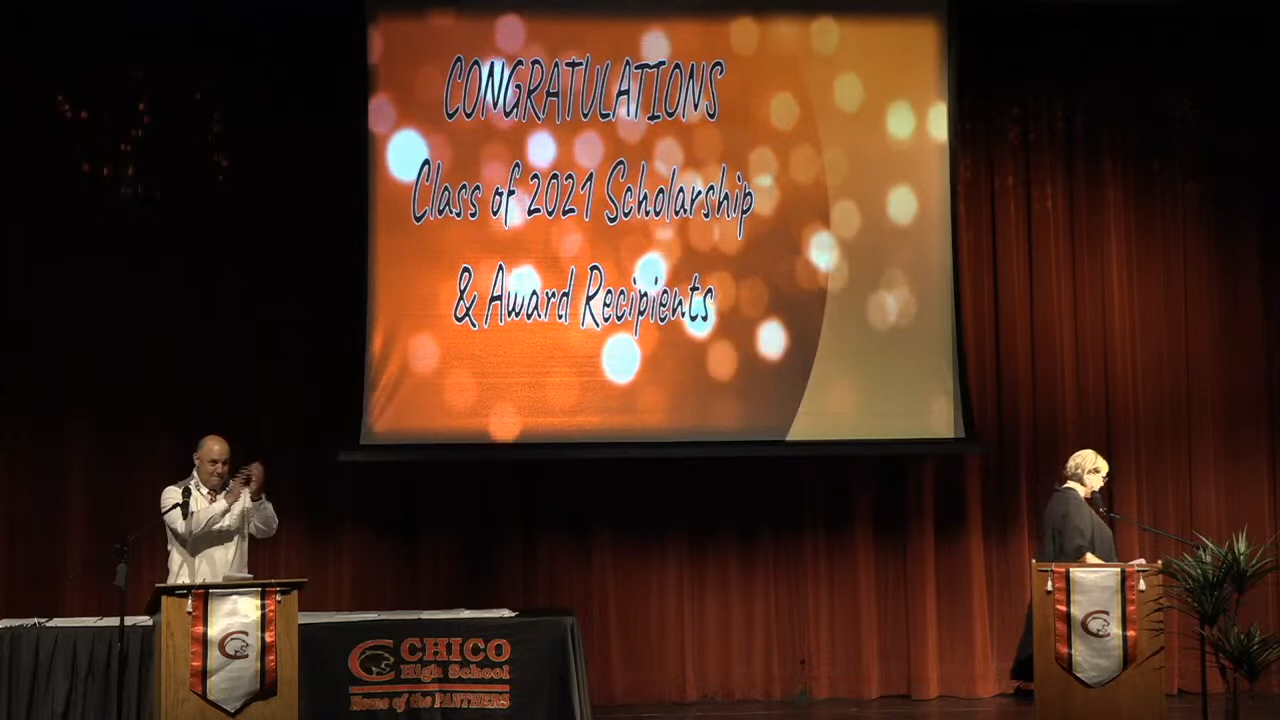 CONGRATULATIONS
Class of 2021 Scholarship
& Award Recipients
CHICO
High School
Home of the PANTHERS